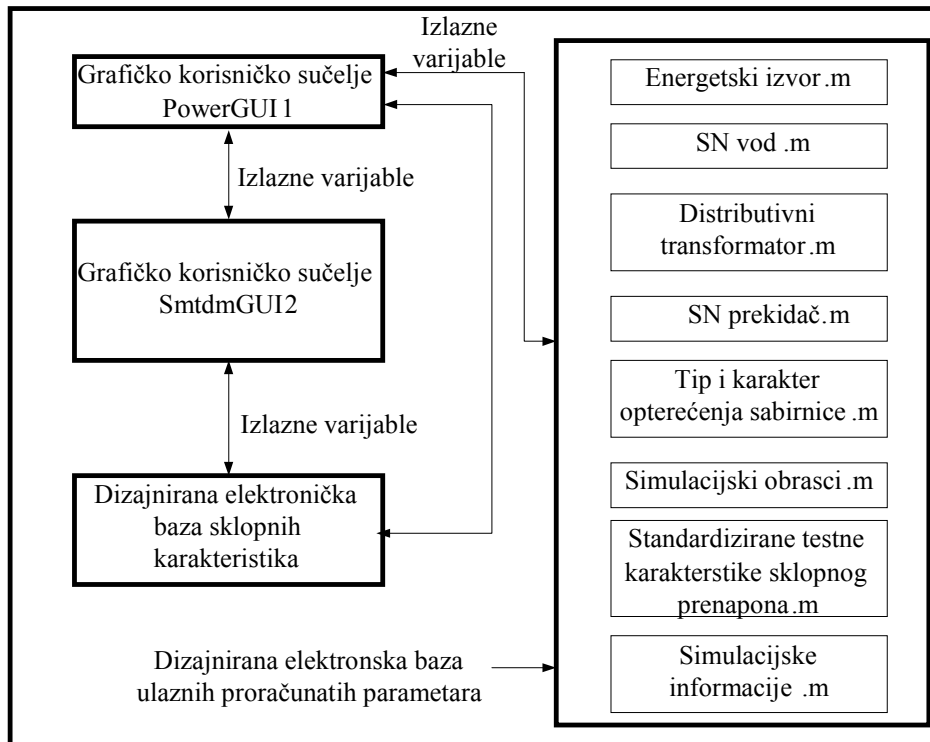 Izlazne
varijable
Grafičko korisničko sučelje
PowerGUI 1
Izlazne varijable
Grafičko korisničko sučelje
SmtdmGUI2
Izlazne varijable
Dizajnirana elektronička
baza sklopnih
karakteristika
Dizajnirana elektronska baza
ulaznih proračunatih parametara
Energetski izvor .m
SN vod .m
Distributivni
transformator .m
SN prekidač.m
Tip i karakter
opterećenja sabirnice .m
Simulacijski obrasci .m
Standardizirane testne
karakterstike sklopnog
prenapona .m
Simulacijske
informacije .m